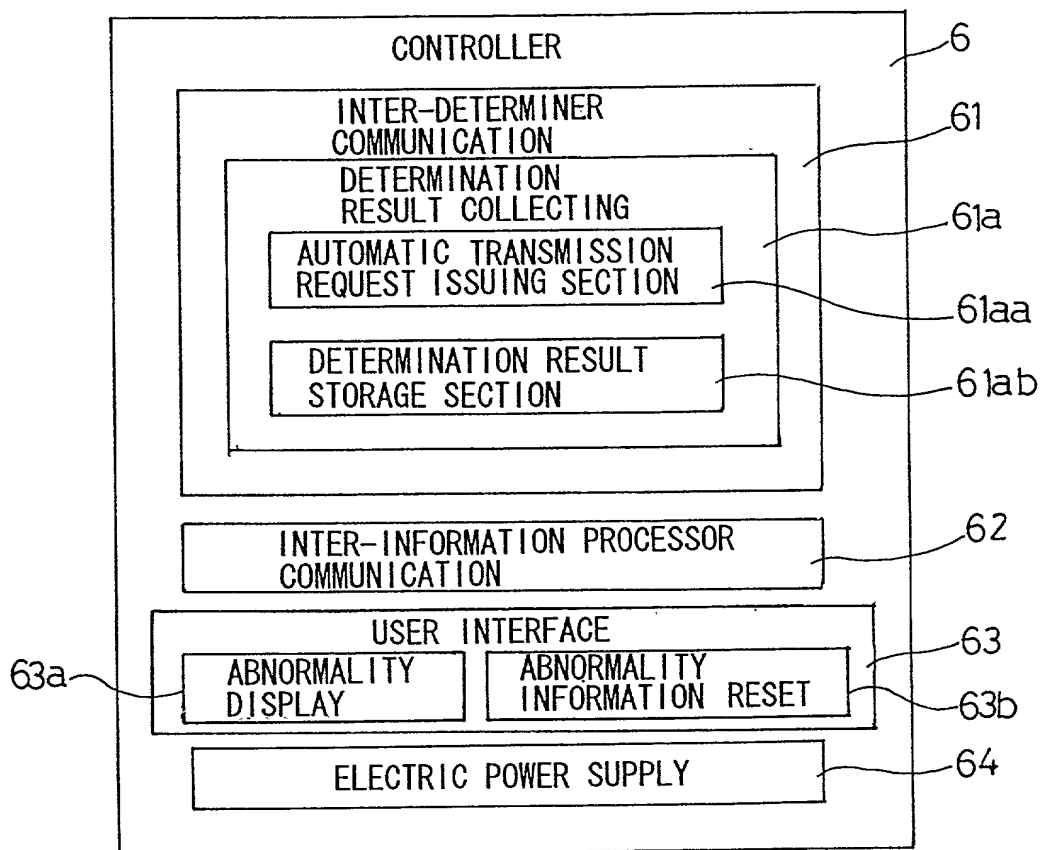 CONTROLLER
6
INTER-DETERMINER
COMMUNICATION
61
DETERMINATION
RESULT COLLECTING
61a
AUTOMATIC TRANSMISSION
REQUEST ISSUING SECTION
61aa
DETERMINATION RESULT
STORAGE SECTION
61ab
INTER-INFORMATION PROCESSOR
COMMUNICATION
62
USER INTERFACE
63
63a
ABNORMALITY
DISPLAY
ABNORMALITY
INFORMATION RESET
63b
ELECTRIC POWER SUPPLY
64